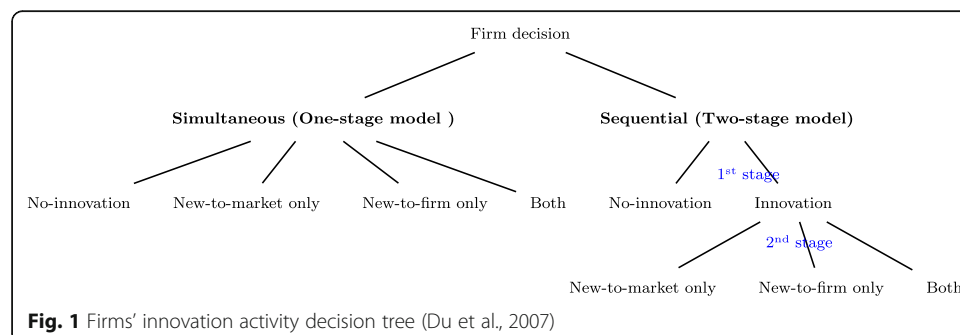 Firm decision
Simultaneous (One-stage model )
Sequential (Two-stage model)
1st stage
No-innovation
New-to-market only
New-to-firm only
Both
No-innovation
Innovation
2nd stage
New-to-market only
New-to-firm only
Both
Fig. 1 Firms’ innovation activity decision tree (Du et al., 2007)